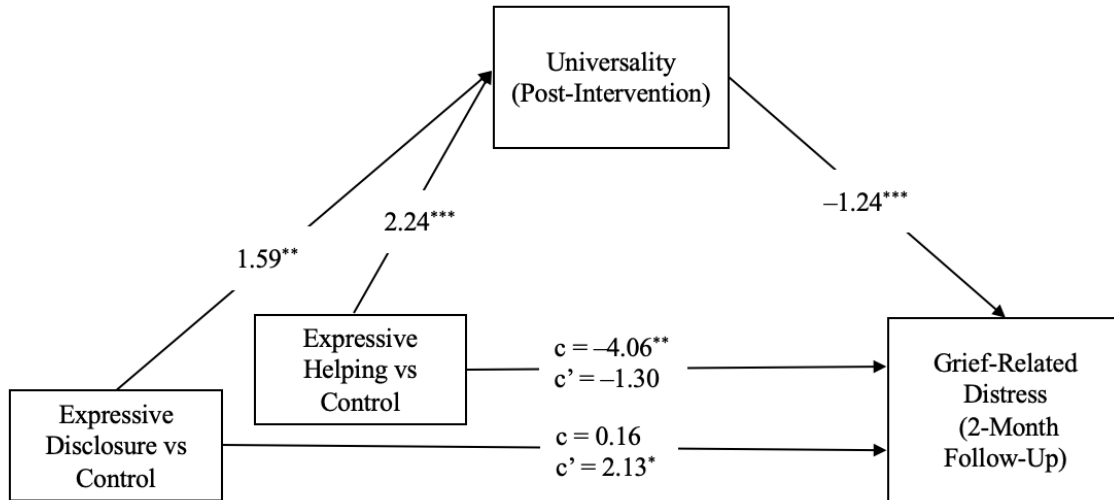 Universality
(Post-Intervention)
–1.24***
2.24***
1.59**
Expressive
Helping vs
Control
c = –4.06**
c’ = –1.30
Grief-Related
Distress
(2-Month
Follow-Up)
Expressive
Disclosure vs
Control
c = 0.16
c’ = 2.13*